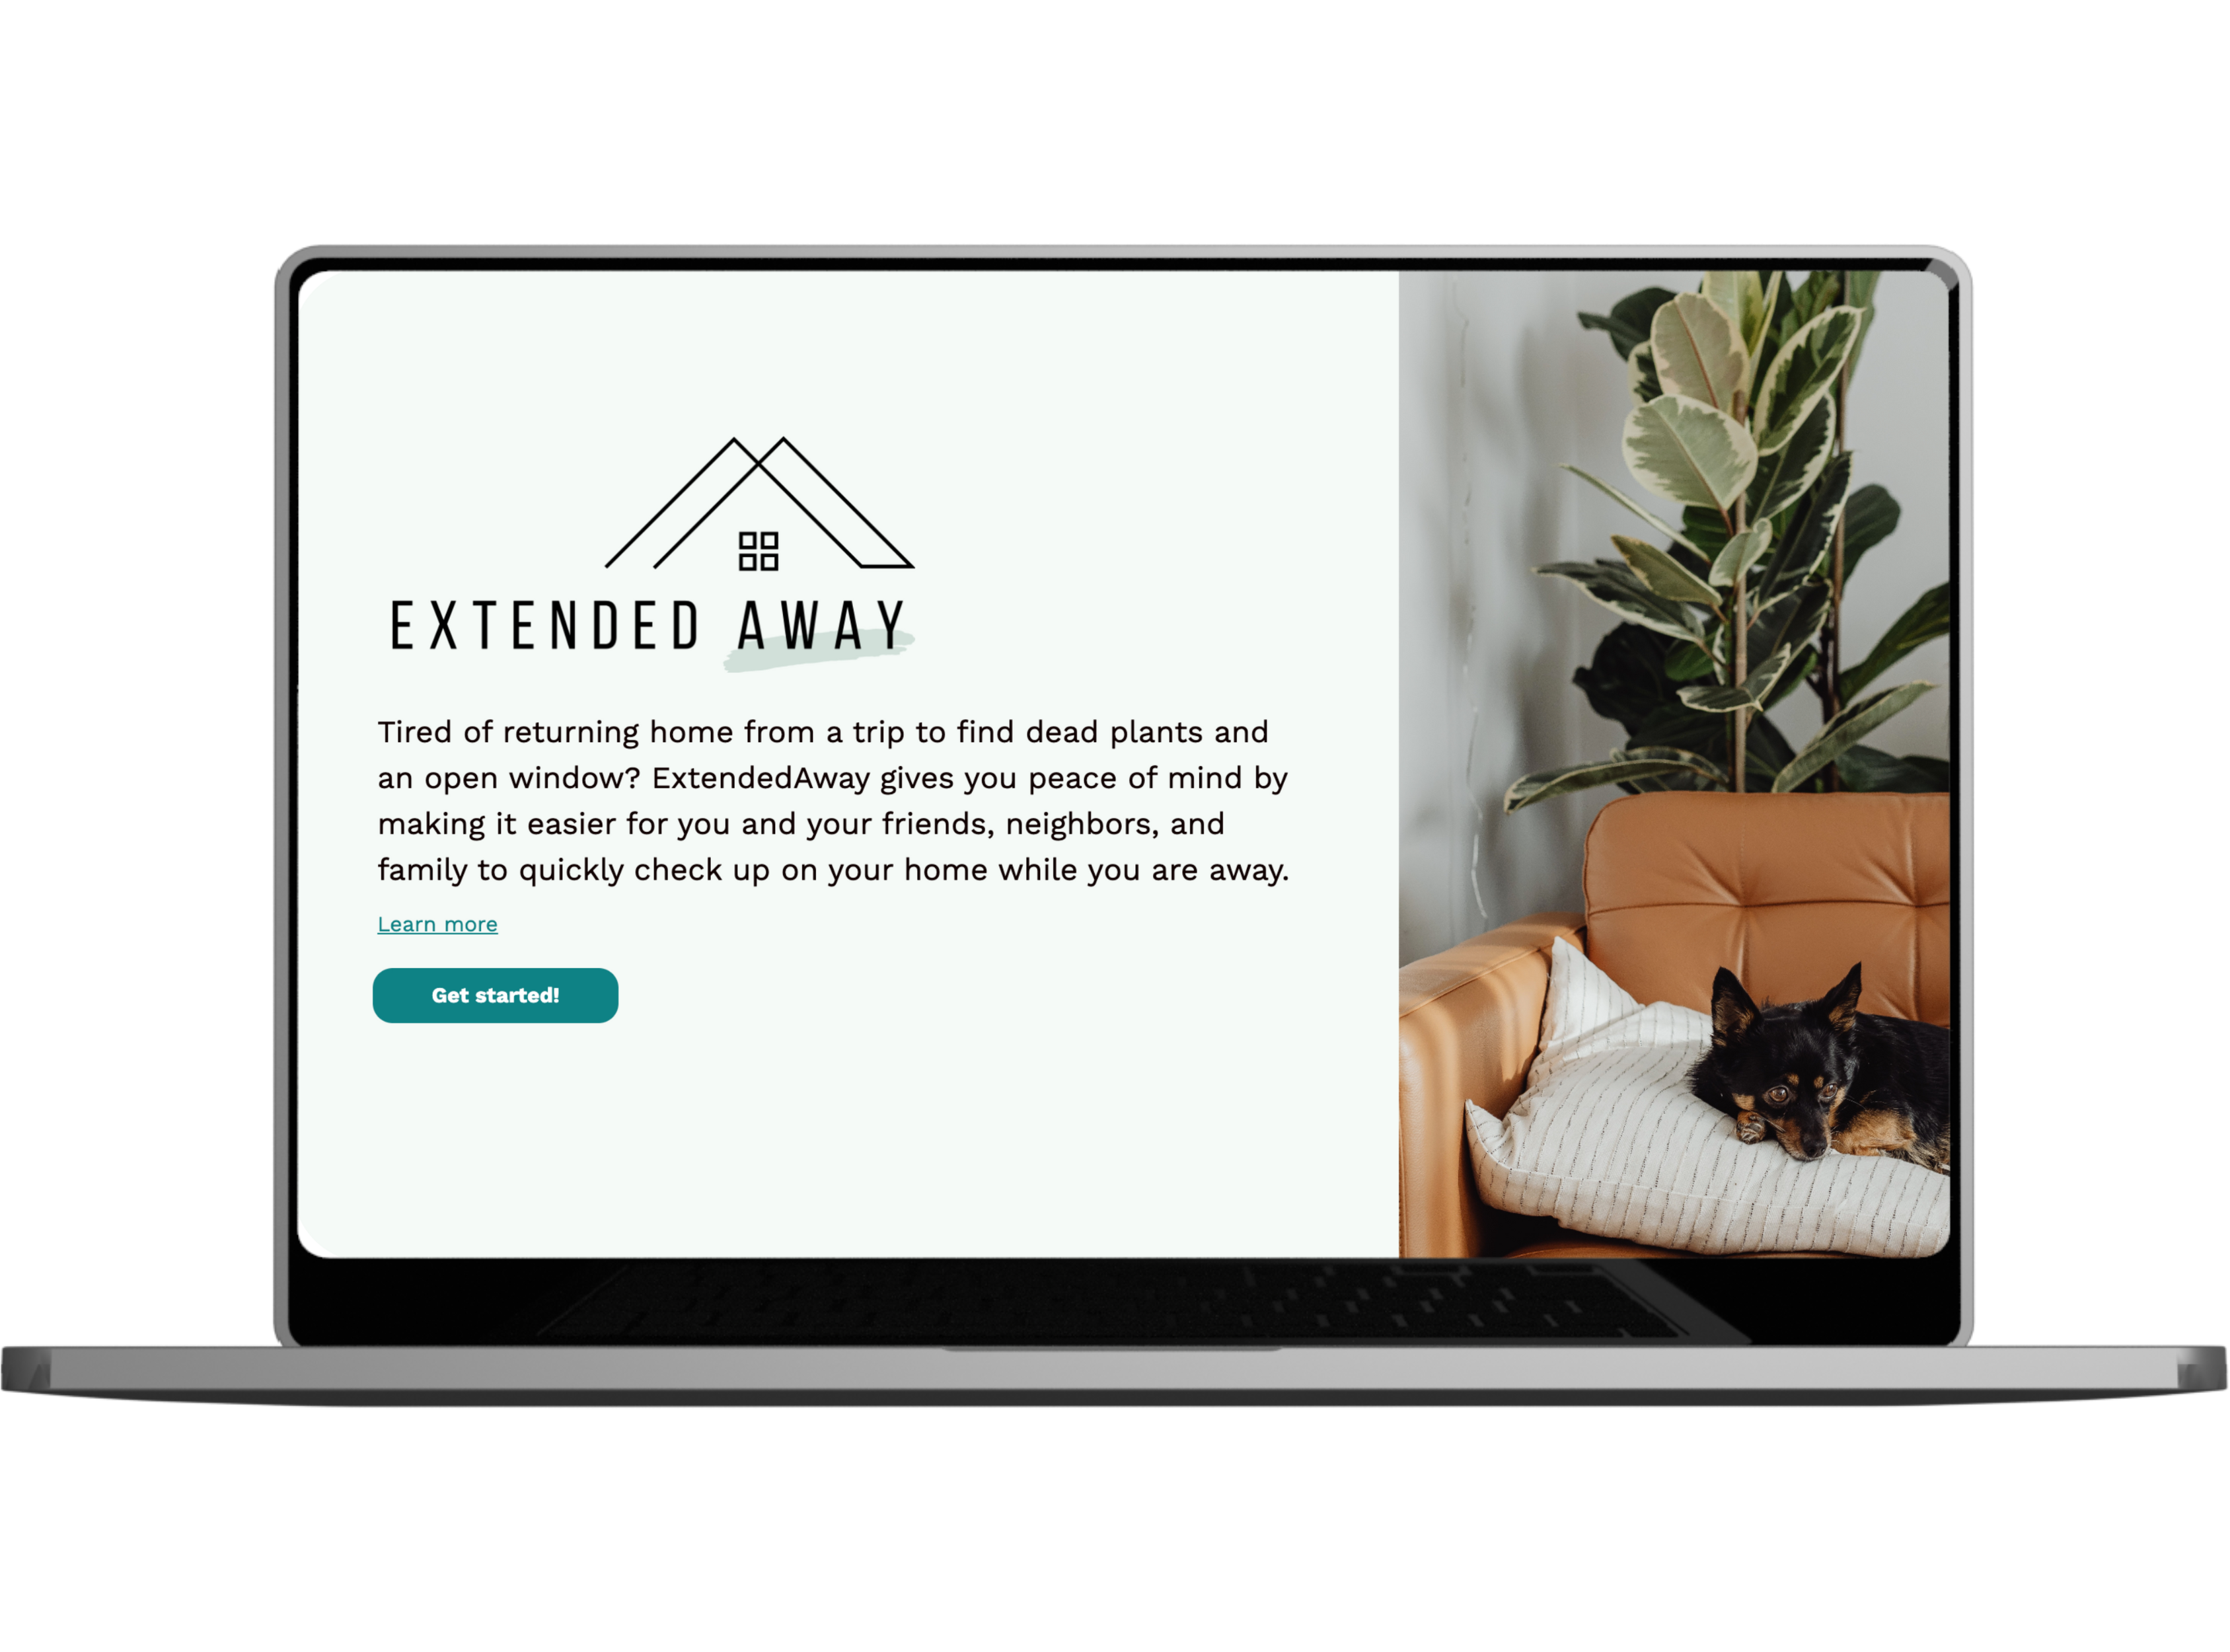 EXTENDED AWAY
Tired of returning home from a trip to find dead plants and
an open window? ExtendedAway gives you peace of mind by
making it easier for you and your friends, neighbors, and
family to quickly check up on your home while you are away.
Learn more
Get started!